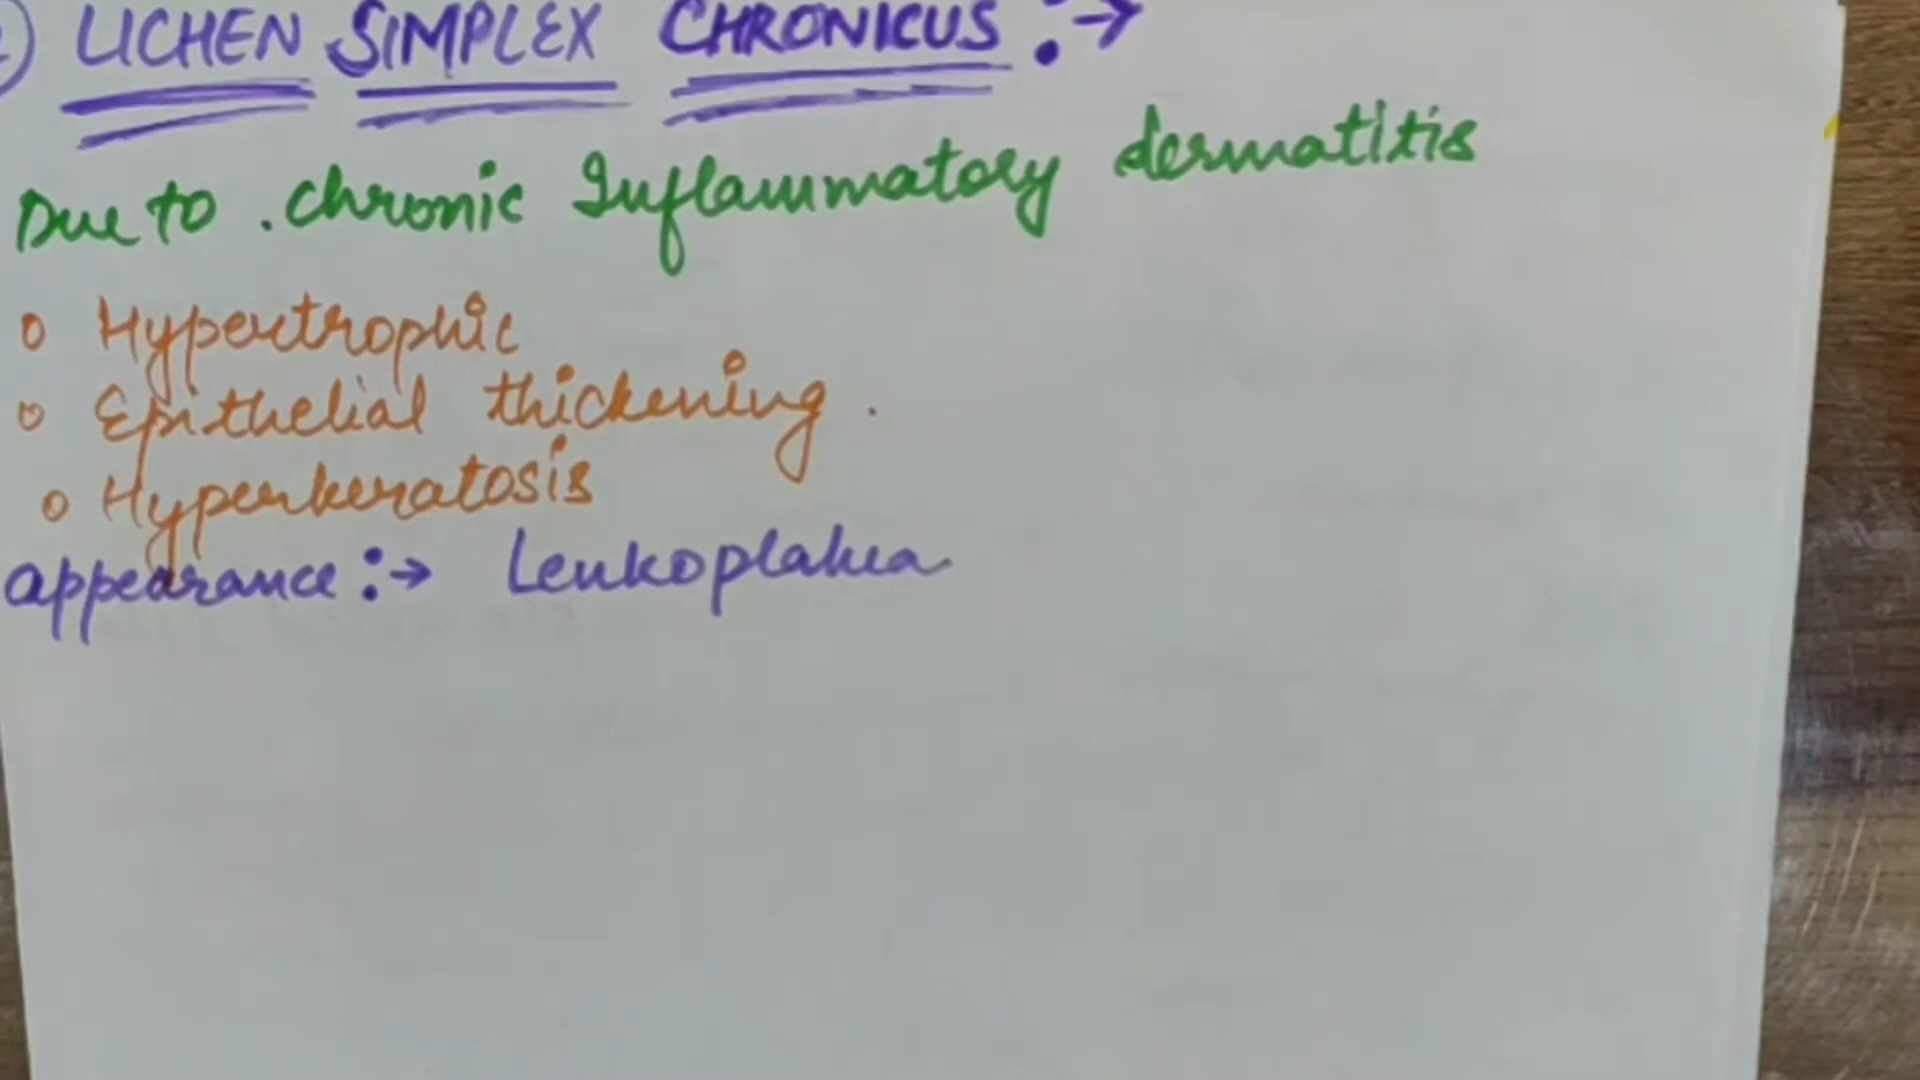 LICHEN SIMPLEX CHRONICUS :→
Due to . chronic Inflammatory dermatitis
o Hypertrophic
o Epithelial thickening .
o Hyperkeratosis
appearance :→ Leukoplakia